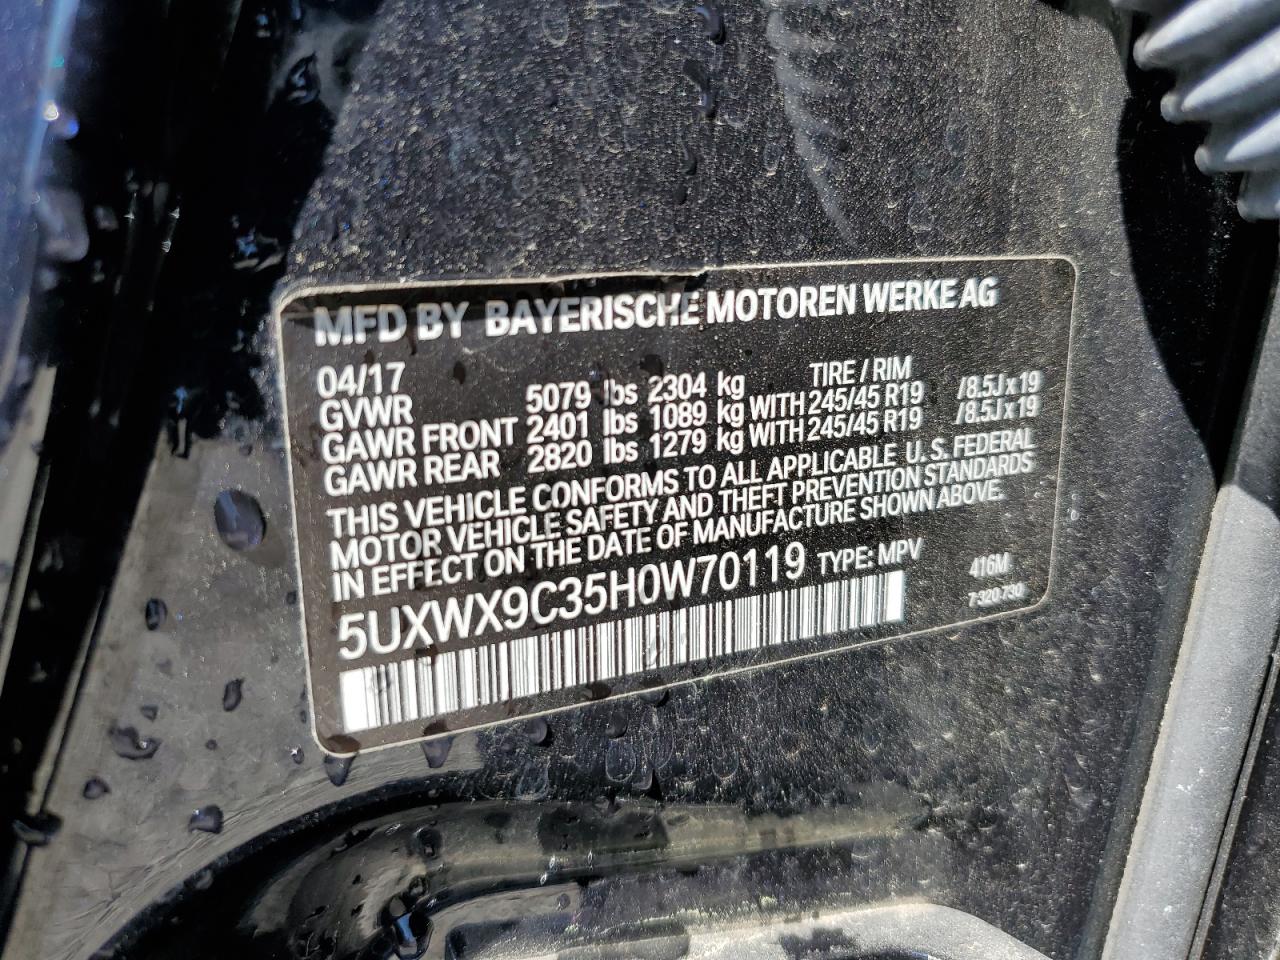 MFD BY BAYERISCHE MOTOREN WERKE AG
04/17 TIRE / RIM
GVWR 5079 lbs 2304 kg
GAWR FRONT 2401 lbs 1089 kg WITH 245/45 R19 /8.5J x 19
GAWR REAR 2820 lbs 1279 kg WITH 245/45 R19 /8.5J x 19
THIS VEHICLE CONFORMS TO ALL APPLICABLE U.S. FEDERAL
MOTOR VEHICLE SAFETY AND THEFT PREVENTION STANDARDS
IN EFFECT ON THE DATE OF MANUFACTURE SHOWN ABOVE.
5UXWX9C35H0W70119 TYPE: MPV 416M
7 320 730